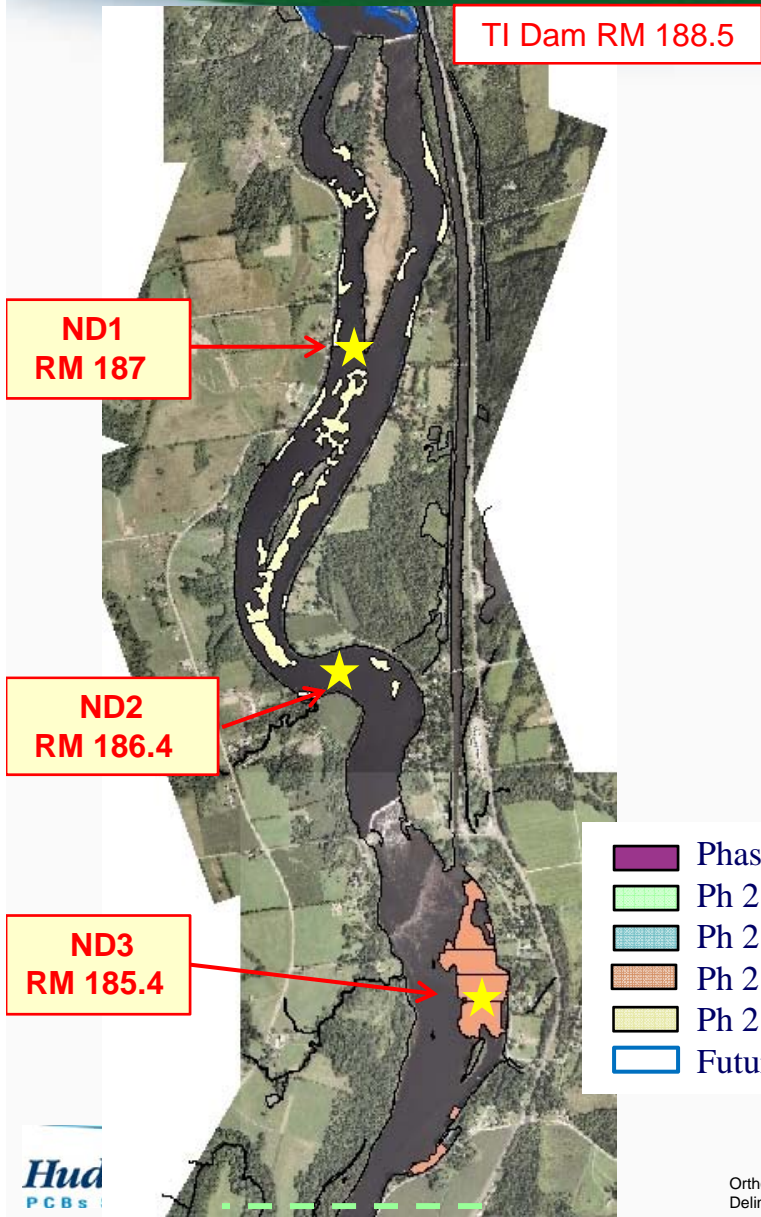 TI Dam RM 188.5
ND1
RM 187
ND2
RM 186.4
ND3
RM 185.4
Phas
Ph 2
Ph 2
Ph 2
Ph 2
Futu
Hud
PCBs
Orth
Delin